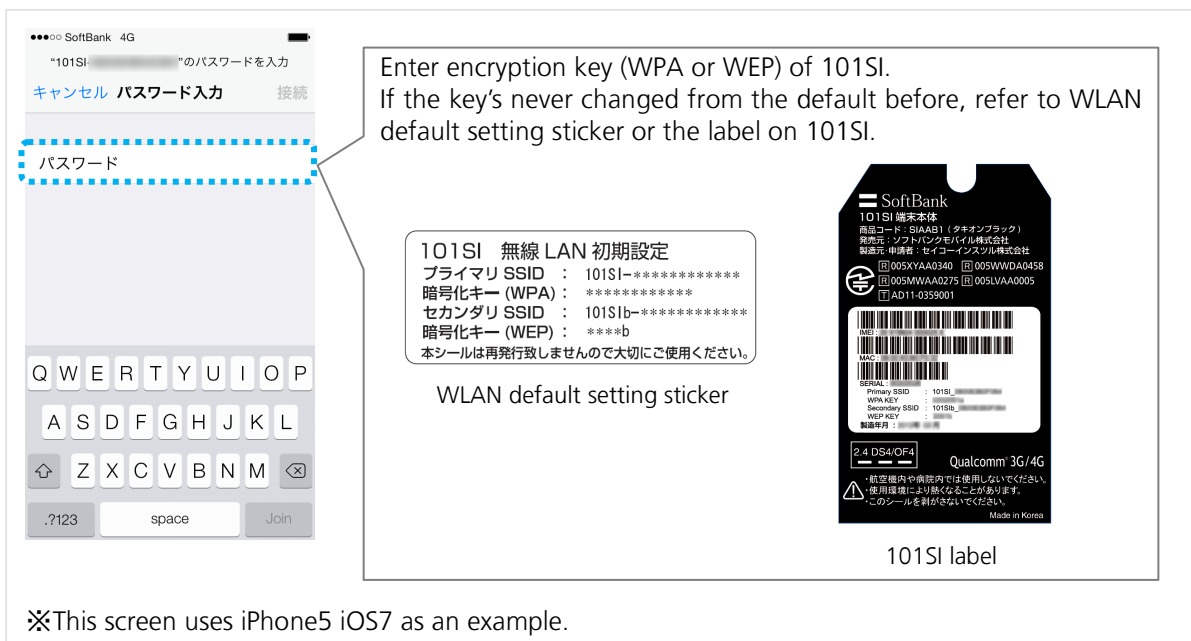 ●●●○○ SoftBank 4G
“101SI- ”のパスワードを入力
キャンセル パスワード入力 接続
パスワード
Q W E R T Y U I O P
A S D F G H J K L
Z X C V B N M
.?123 space Join
Enter encryption key (WPA or WEP) of 101SI.
If the key's never changed from the default before, refer to WLAN
default setting sticker or the label on 101SI.
101SI 無線 LAN 初期設定
プライマリ SSID : 101SI-************
暗号化キー (WPA) : ************
セカンダリ SSID : 101SIb-************
暗号化キー (WEP) : ****b
本シールは再発行致しませんので大切にご使用ください。
WLAN default setting sticker
SoftBank
101SI 端末本体
商品コード：SIAAB1（タキオンブラック）
発売元：ソフトバンクモバイル株式会社
製造元・申請者：セイコーインスツル株式会社
R 005XYAA0340 R 005WWDA0458
R 005MWAA0275 R 005LVAA0005
T AD11-0359001
IMEI :
MAC :
SERIAL :
Primary SSID : 101SI_
WPA KEY :
Secondary SSID : 101SIb_
WEP KEY :
製造年月 :
2.4 DS4/OF4
Qualcomm® 3G/4G
・航空機内や病院内では使用しないでください。
・使用環境により熱くなることがあります。
・このシールを剥がさないでください。
Made in Korea
101SI label
※This screen uses iPhone5 iOS7 as an example.